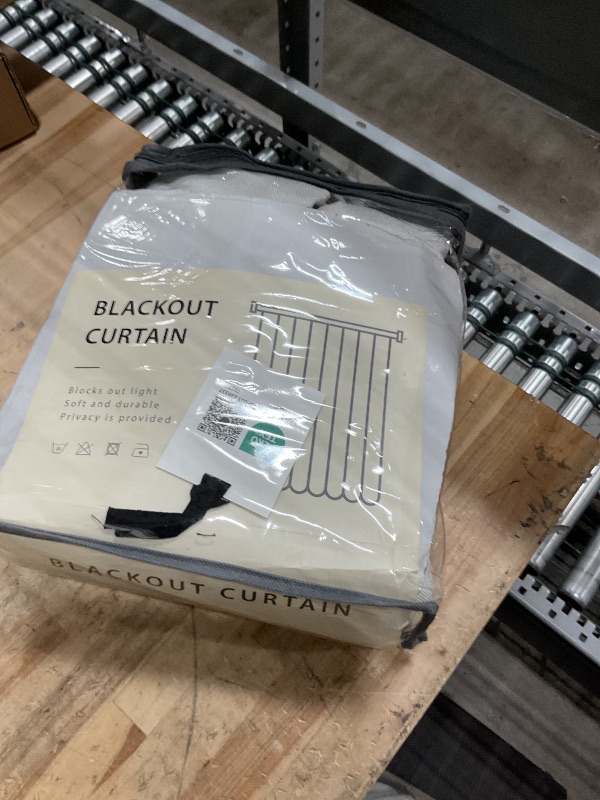 BLACKOUT
CURTAIN
Blocks out light
Soft and durable
Privacy is provided
BLACKOUT CURTAIN